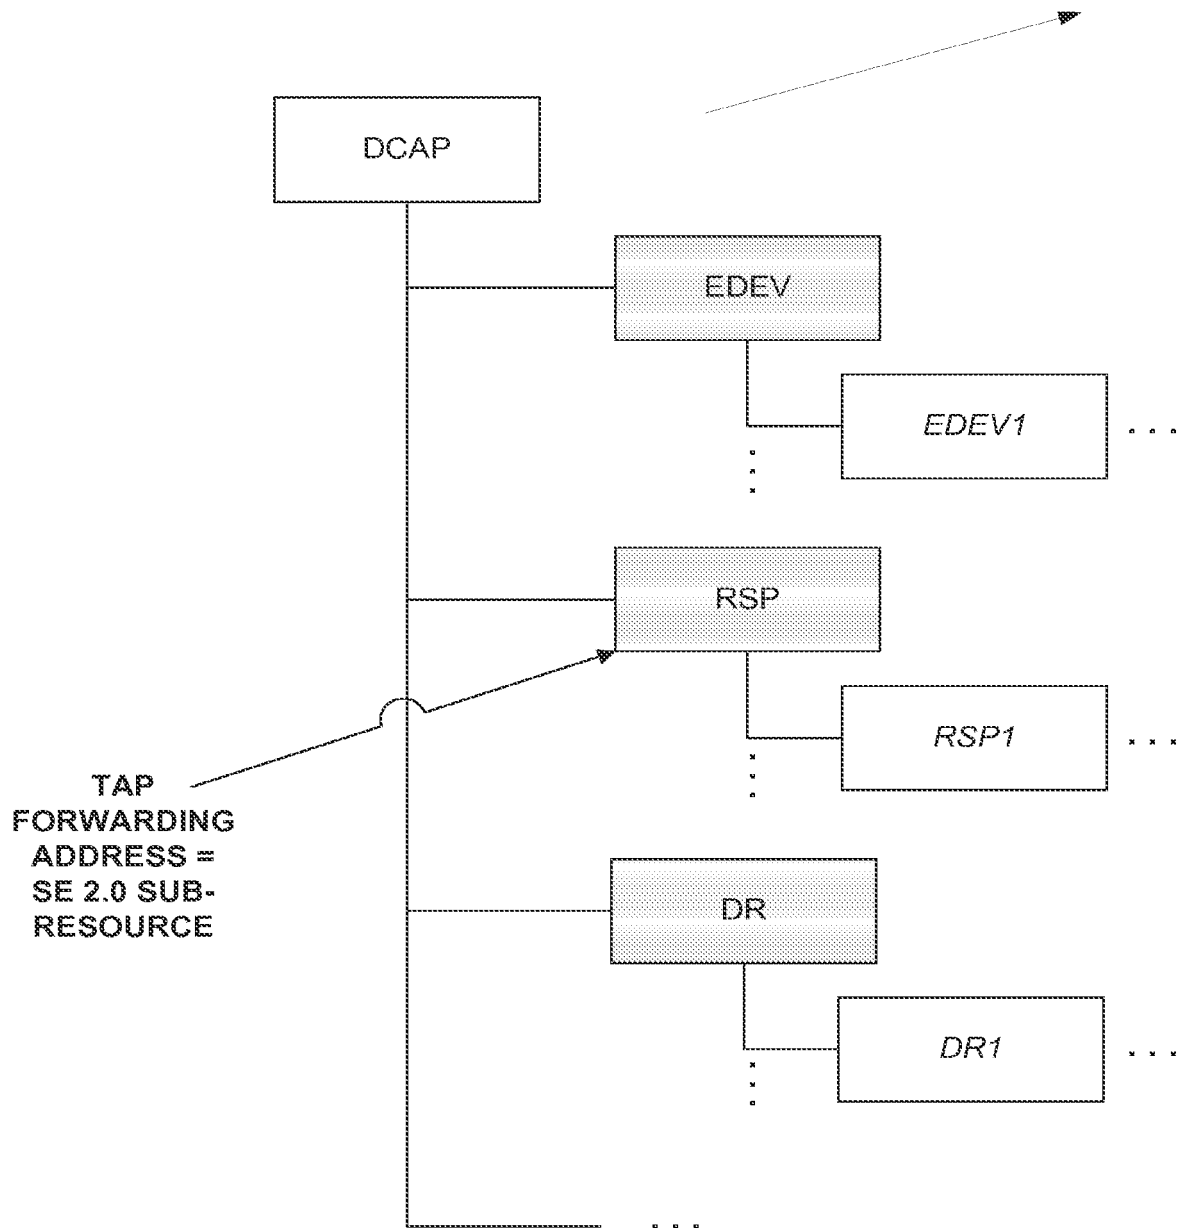 DCAP
EDEV
EDEV1 . . .
RSP
RSP1 . . .
TAP
FORWARDING
ADDRESS =
SE 2.0 SUB-
RESOURCE
DR
DR1 . . .
. . .